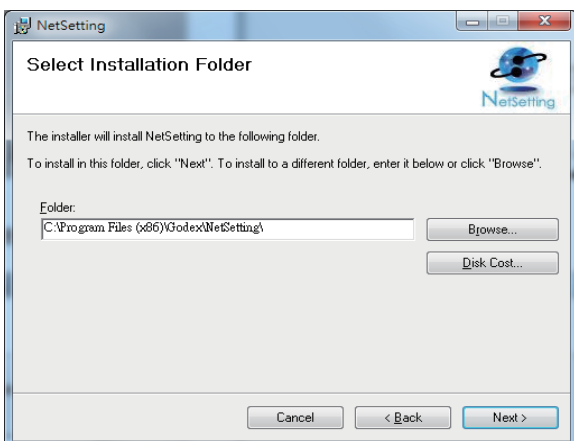 NetSetting
Select Installation Folder
NetSetting
The installer will install NetSetting to the following folder.
To install in this folder, click "Next". To install to a different folder, enter it below or click "Browse".
Folder:
C:\Program Files (x86)\Godex\NetSetting\
Browse...
Disk Cost...
Cancel
< Back
Next >